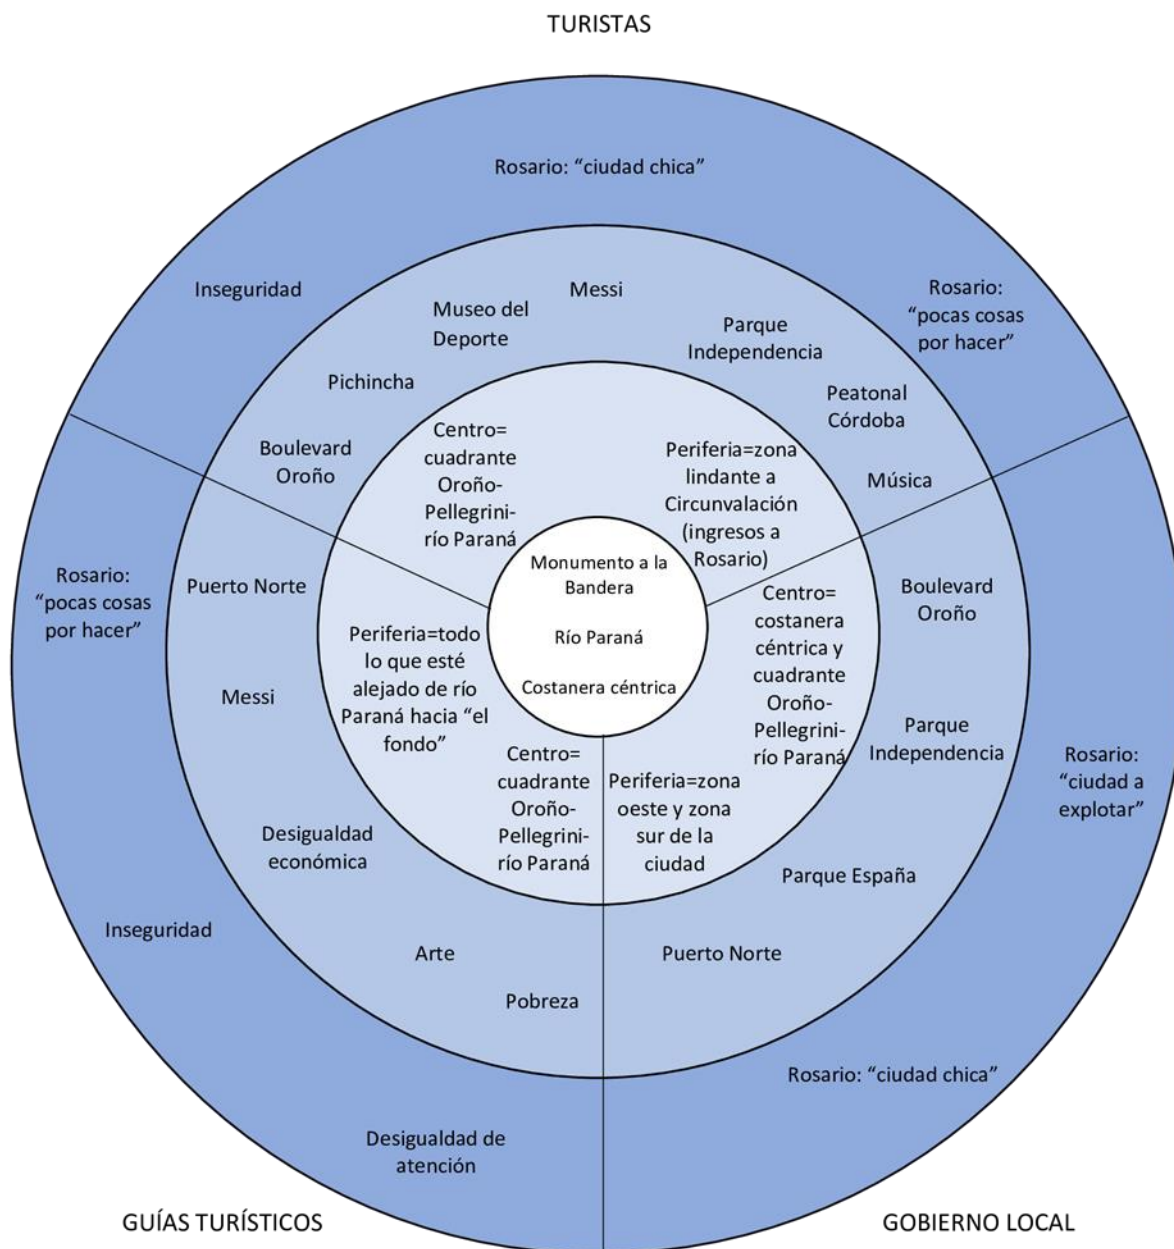 TURISTAS
Rosario: “ciudad chica”
Inseguridad
Rosario:
“pocas cosas
por hacer”
Messi
Museo del
Deporte
Parque
Independencia
Pichincha
Peatonal
Córdoba
Boulevard
Oroño
Música
Centro=
cuadrante
Oroño-
Pellegrini-
río Paraná
Periferia=zona
lindante a
Circunvalación
(ingresos a
Rosario)
Monumento a la
Bandera
Río Paraná
Costanera céntrica
Rosario:
“pocas cosas
por hacer”
Puerto Norte
Messi
Periferia=todo
lo que esté
alejado de río
Paraná hacia “el
fondo”
Centro=
cuadrante
Oroño-
Pellegrini-
río Paraná
Desigualdad
económica
Inseguridad
Arte
Pobreza
Desigualdad de
atención
GUÍAS TURÍSTICOS
Centro=
costanera
céntrica y
cuadrante
Oroño-
Pellegrini-
río Paraná
Periferia=zona
oeste y zona
sur de la
ciudad
Boulevard
Oroño
Parque
Independencia
Parque España
Puerto Norte
Rosario:
“ciudad a
explotar”
Rosario: “ciudad chica”
GOBIERNO LOCAL